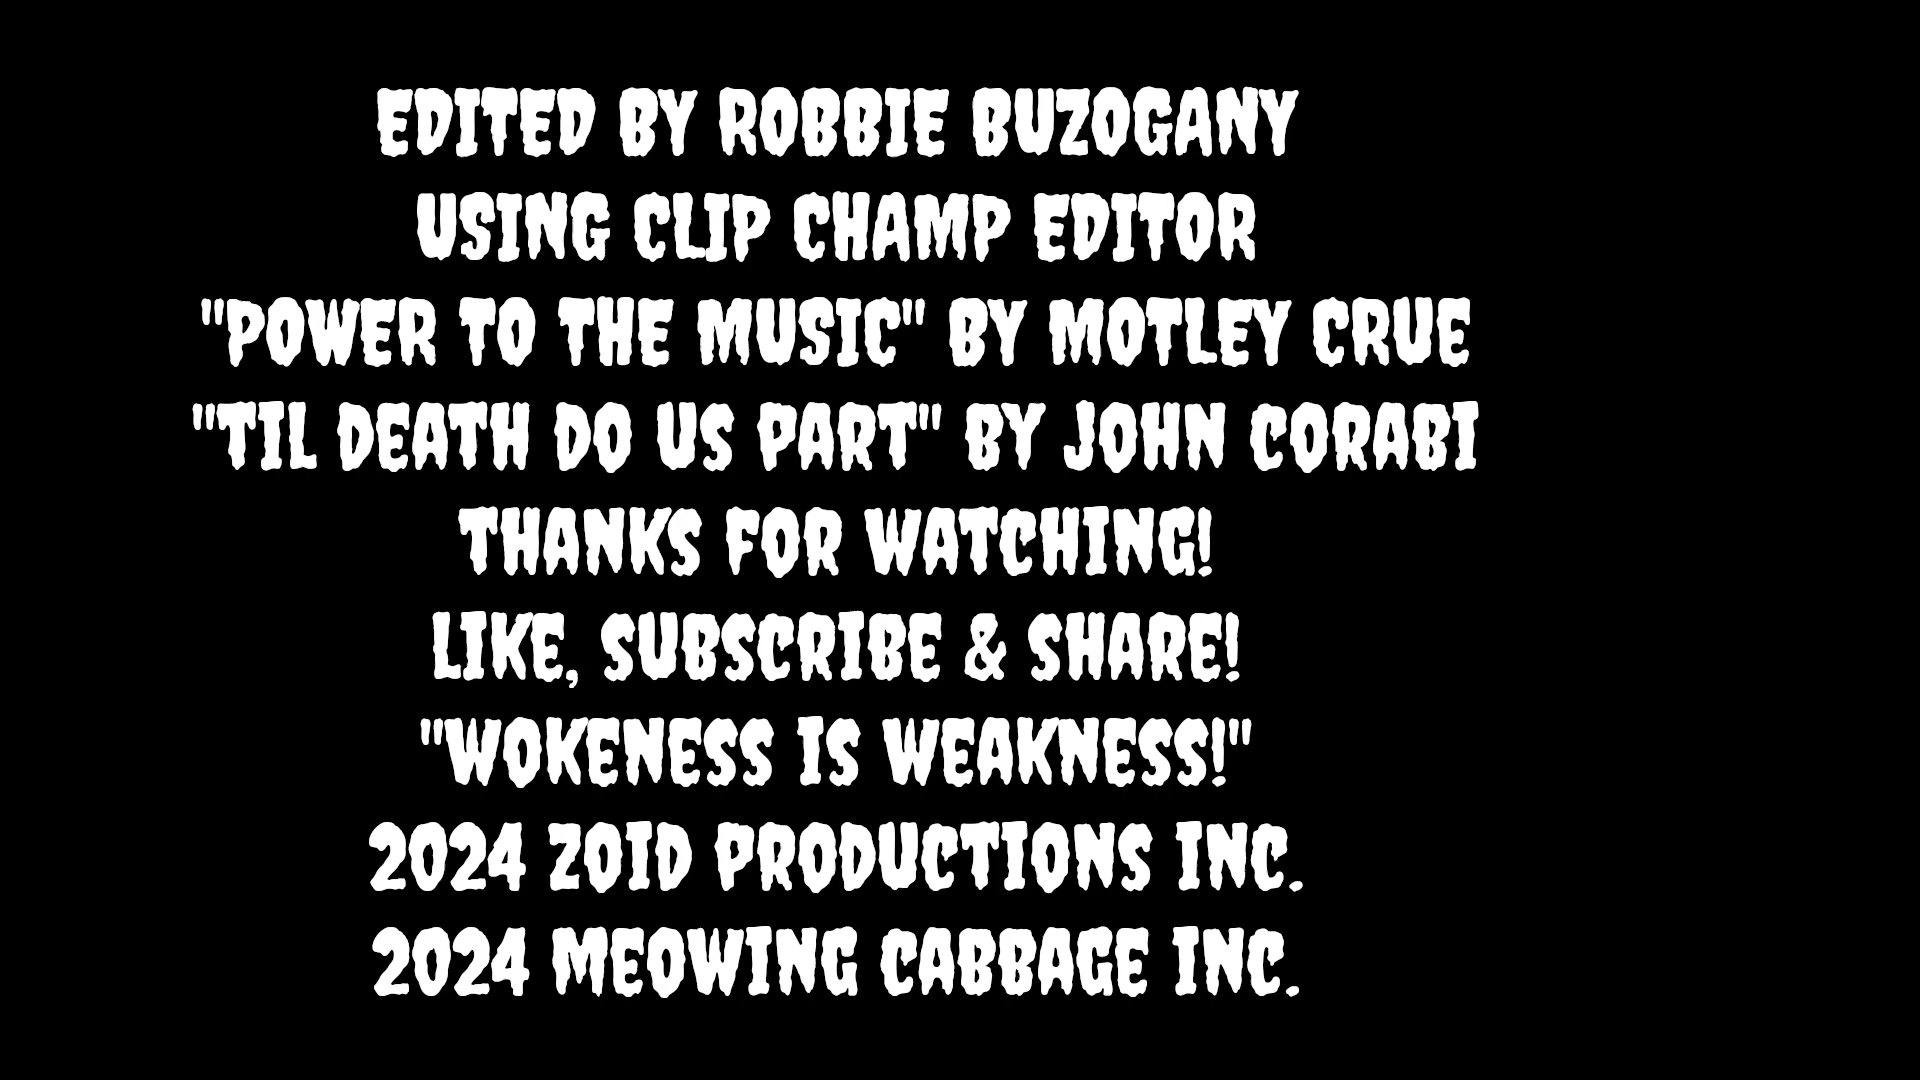 EDITED BY ROBBIE BUZOGANY
USING CLIP CHAMP EDITOR
"POWER TO THE MUSIC" BY MOTLEY CRUE
"TIL DEATH DO US PART" BY JOHN CORABI
THANKS FOR WATCHING!
LIKE, SUBSCRIBE & SHARE!
"WOKENESS IS WEAKNESS!"
2024 ZOID PRODUCTIONS INC.
2024 MEOWING CABBAGE INC.